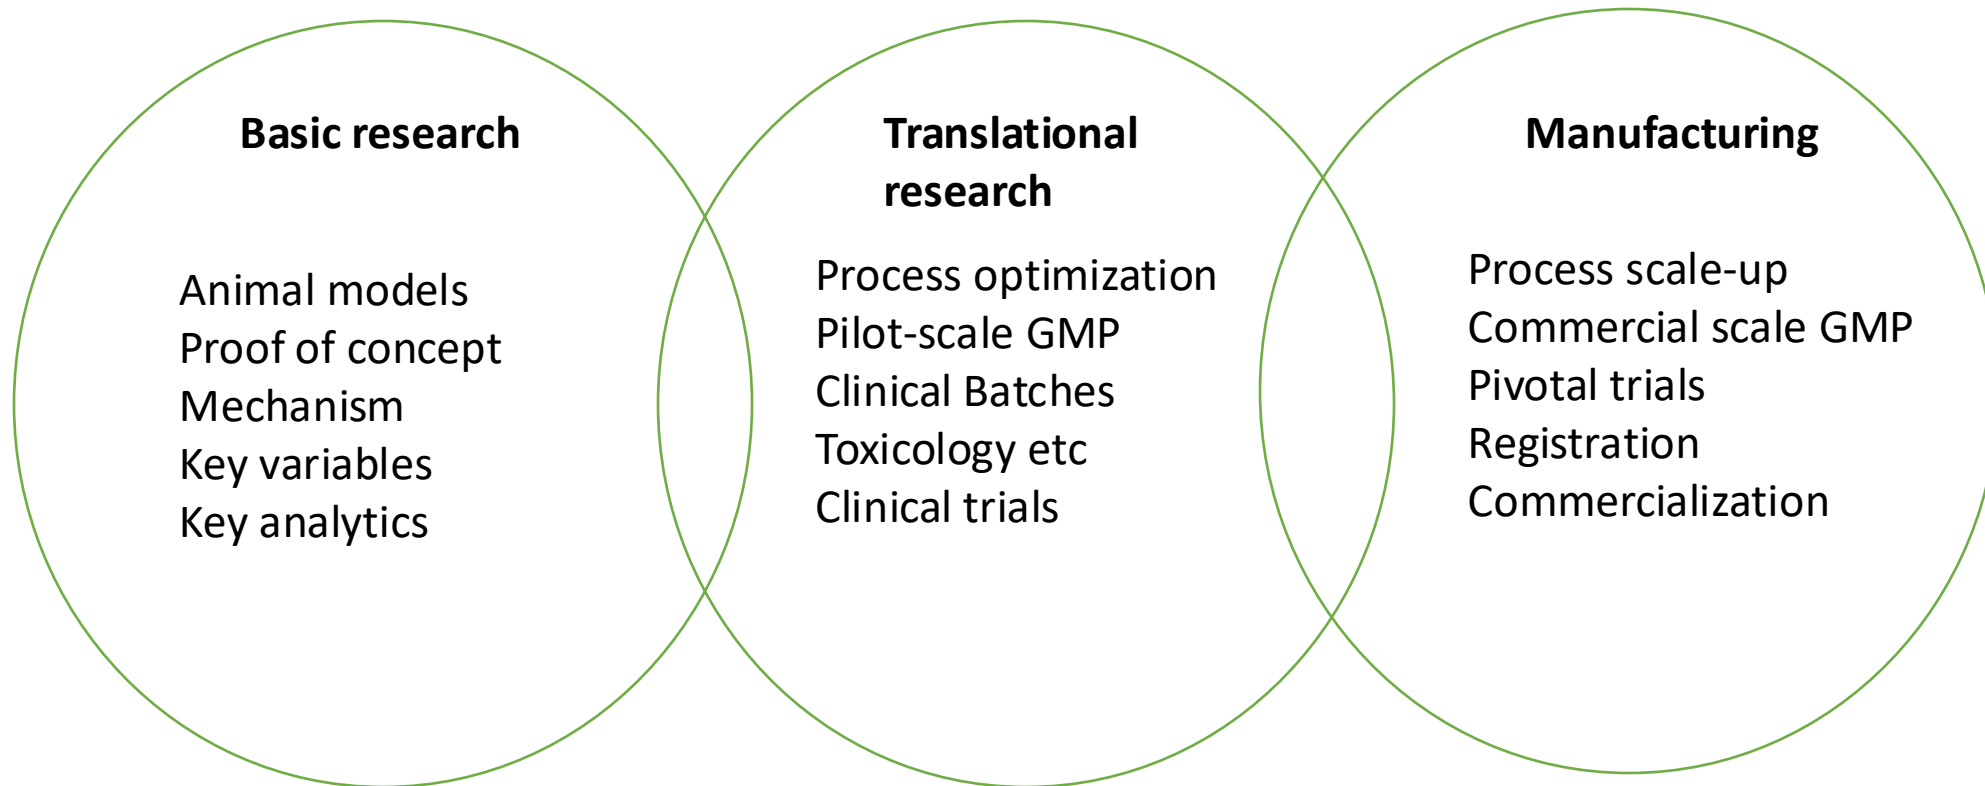 Basic research
Animal models
Proof of concept
Mechanism
Key variables
Key analytics
Translational
research
Process optimization
Pilot-scale GMP
Clinical Batches
Toxicology etc
Clinical trials
Manufacturing
Process scale-up
Commercial scale GMP
Pivotal trials
Registration
Commercialization